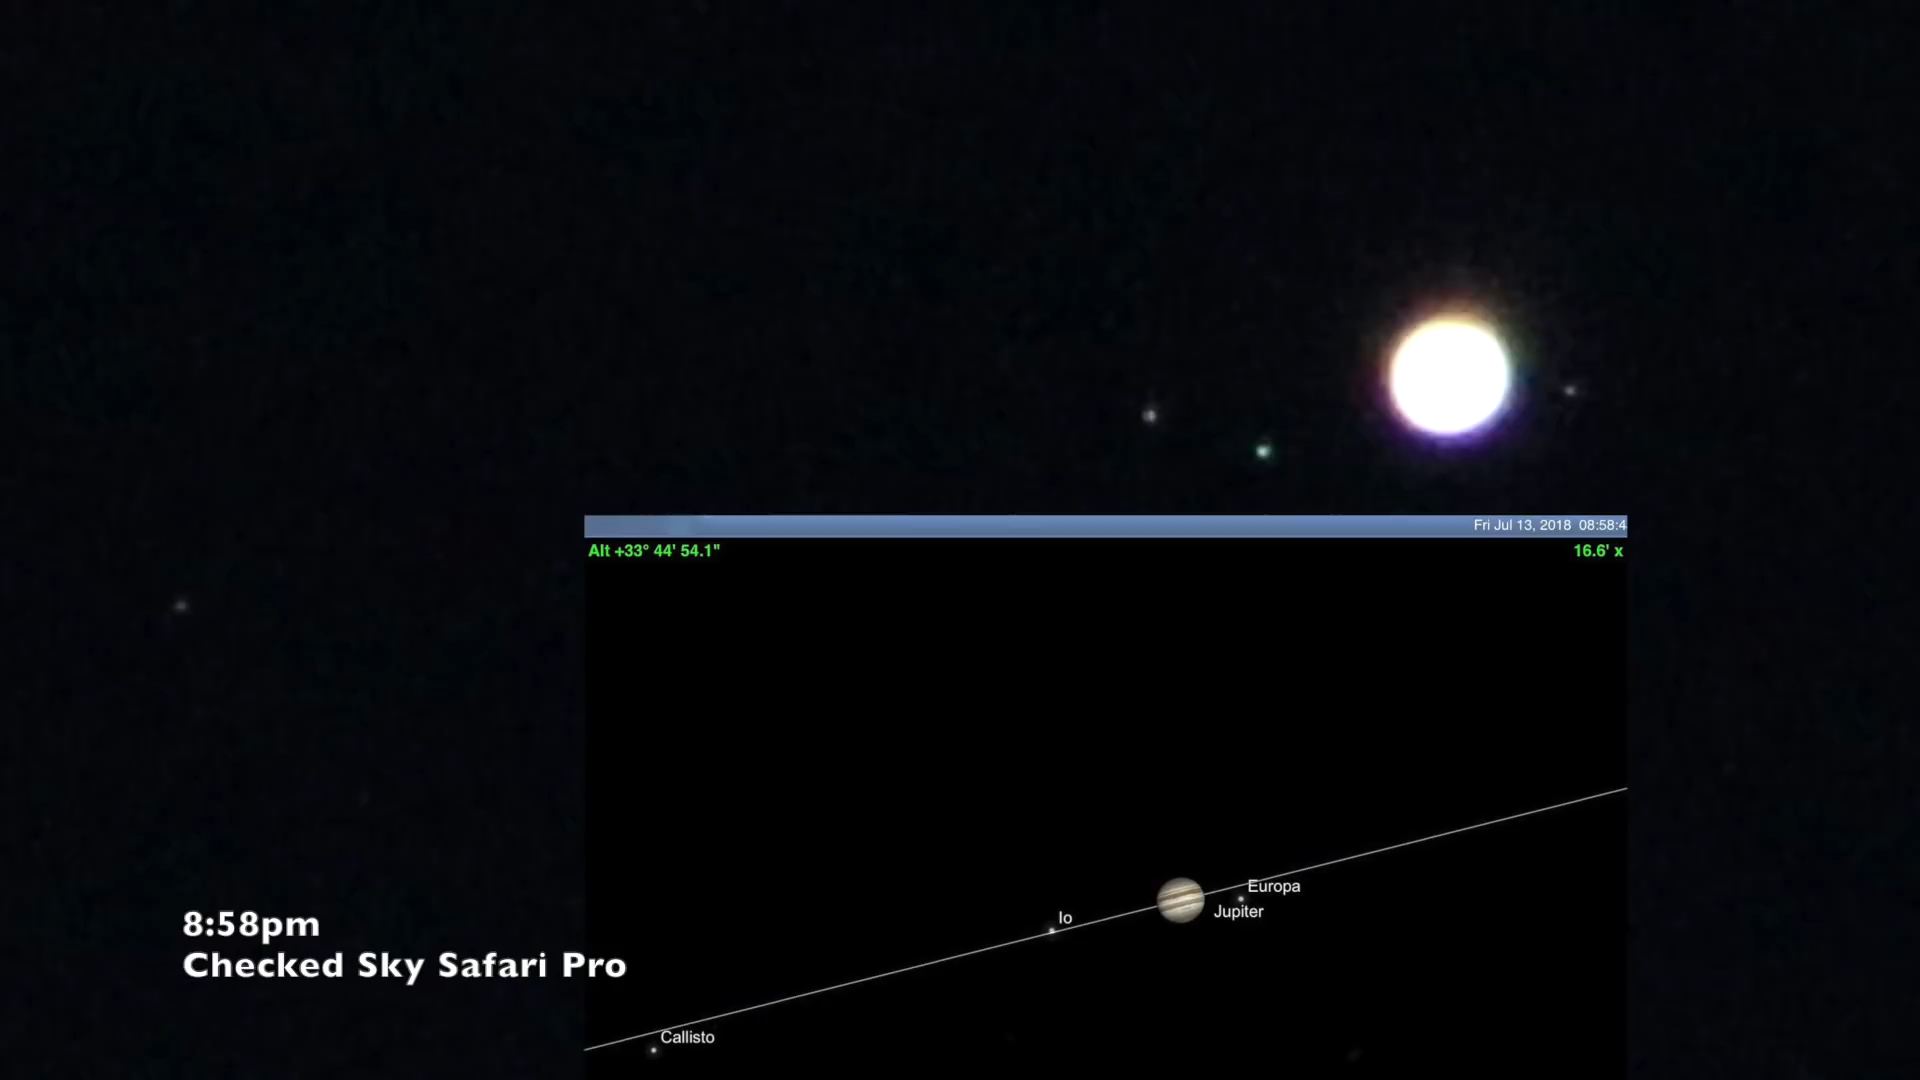 Fri Jul 13, 2018 08:58:4
Alt +33° 44' 54.1" 16.6' x
Europa
Jupiter
Io
Callisto
8:58pm
Checked Sky Safari Pro